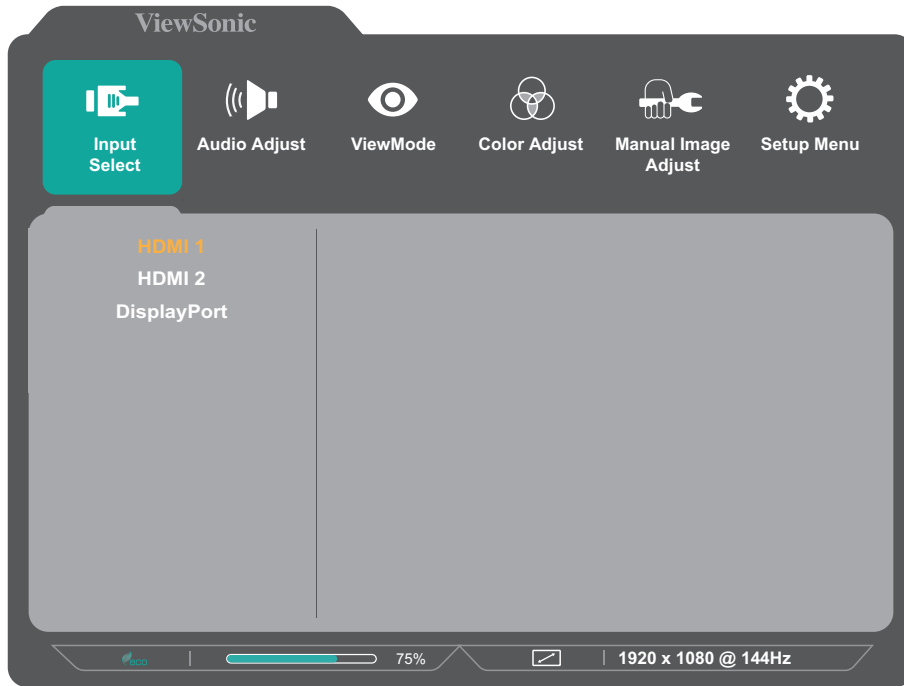 ViewSonic
Input
Select
Audio Adjust
ViewMode
Color Adjust
Manual Image
Adjust
Setup Menu
HDMI 1
HDMI 2
DisplayPort
eco
75%
1920 x 1080 @ 144Hz